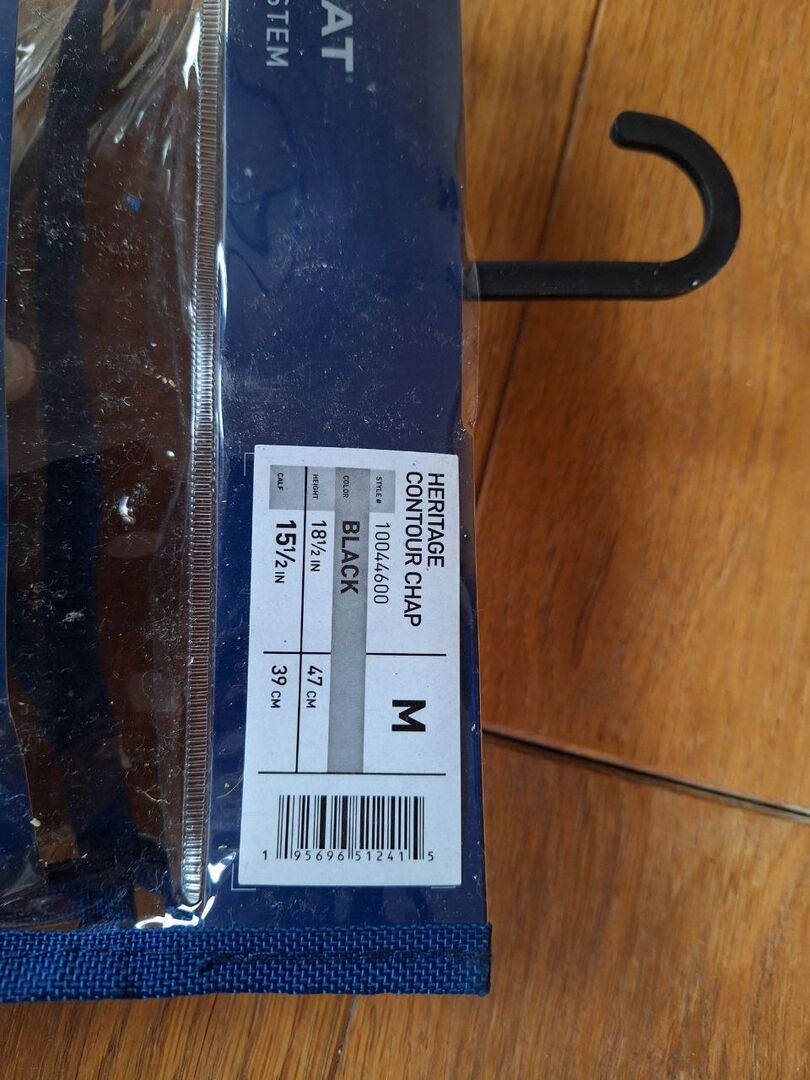 AT
STEM
HERITAGE
CONTOUR CHAP
M
STYLE # 10044600
COLOR BLACK
HEIGHT 18½ IN 47 CM
CALF 15½ IN 39 CM
1 95696 51241 5